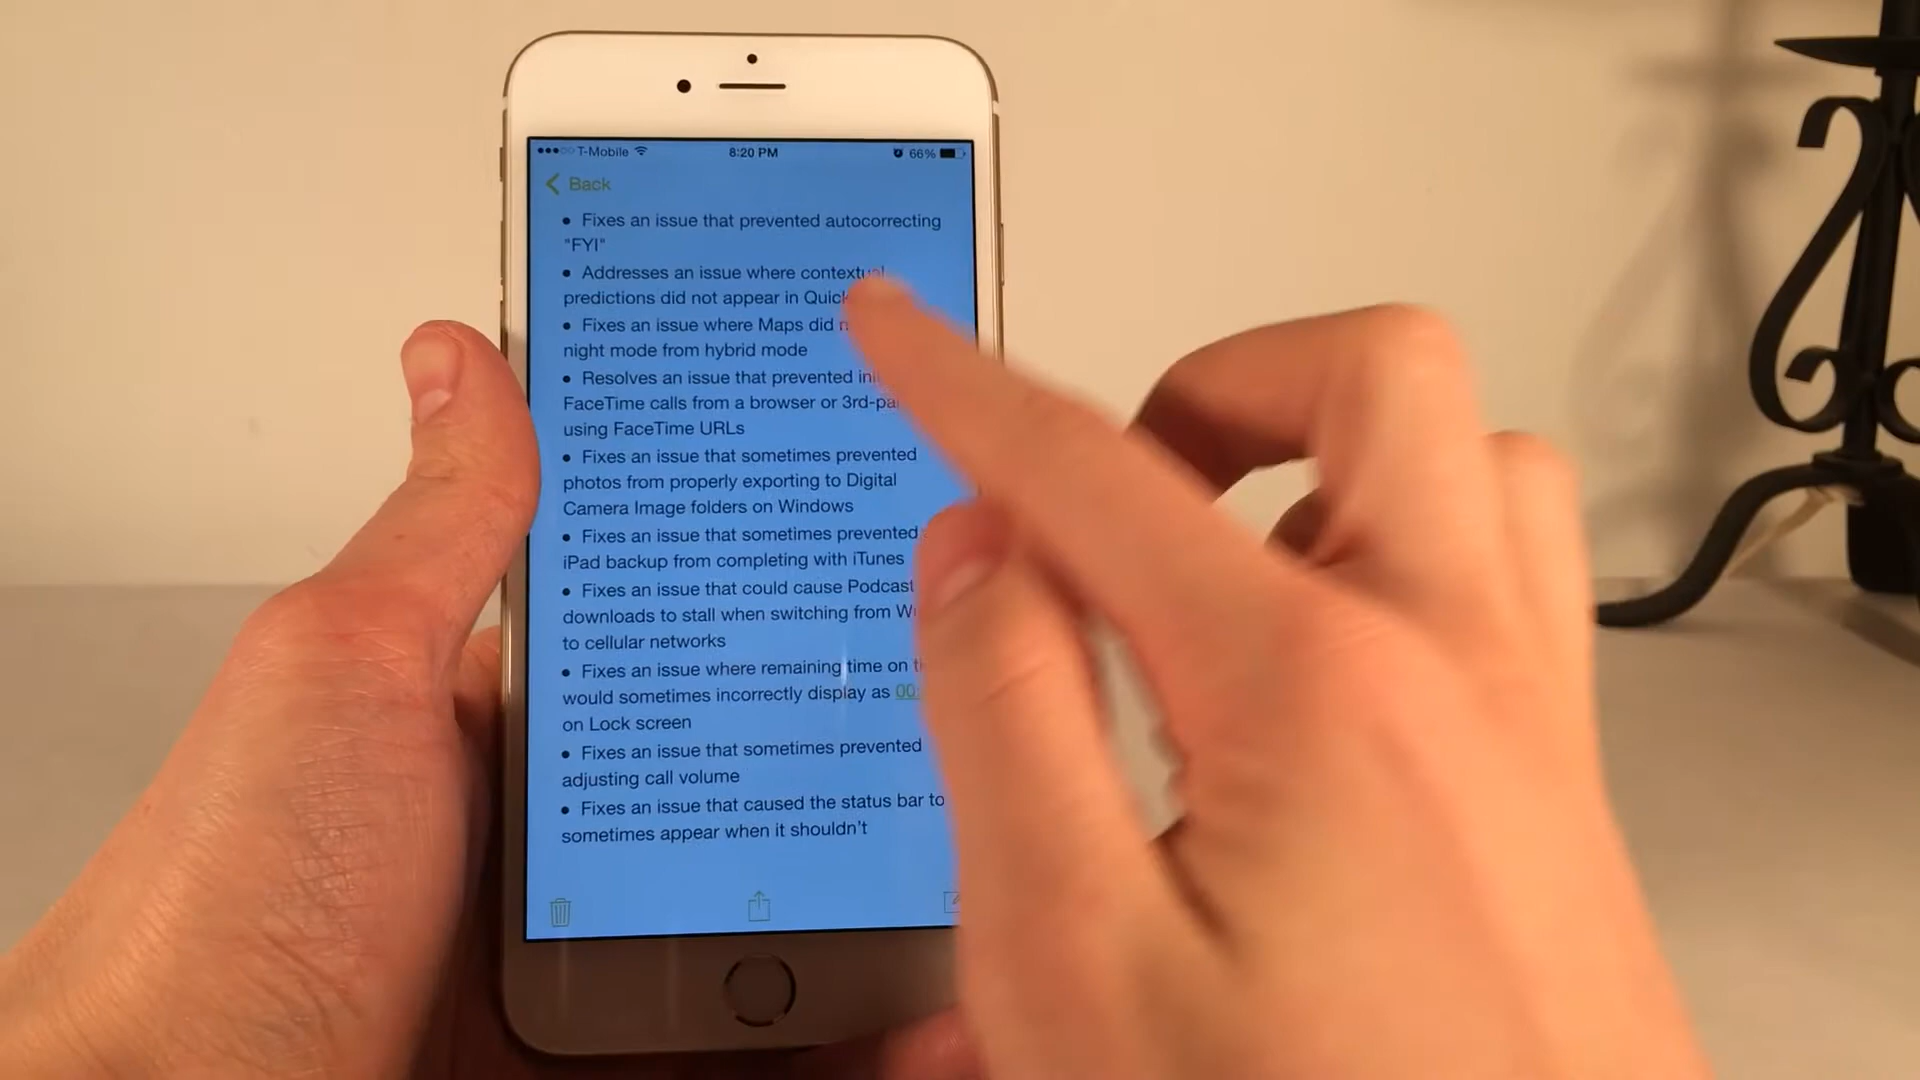 T-Mobile 8:20 PM 66%
Back
• Fixes an issue that prevented autocorrecting
"FYI"
• Addresses an issue where contextual
predictions did not appear in
• Fixes an issue where Maps did
night mode from hybrid mode
• Resolves an issue that prevented
FaceTime calls from a browser or
using FaceTime URLs
• Fixes an issue that sometimes prevented
photos from properly exporting to Digital
Camera Image folders on Windows
• Fixes an issue that sometimes prevented
iPad backup from completing with iTunes
• Fixes an issue that could cause Podcast
downloads to stall when switching from
to cellular networks
• Fixes an issue where remaining time on
would sometimes incorrectly display as 00:
on Lock screen
• Fixes an issue that sometimes prevented
adjusting call volume
• Fixes an issue that caused the status bar to
sometimes appear when it shouldn't